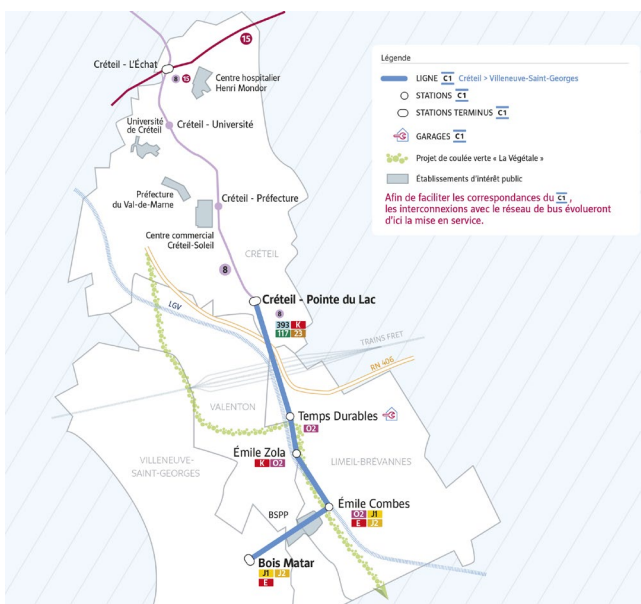 15
Créteil - L'Échat
8 15
Centre hospitalier
Henri Mondor
Université
de Créteil
Créteil - Université
Préfecture
du Val-de-Marne
Créteil - Préfecture
Centre commercial
Créteil-Soleil
CRÉTEIL
8
Créteil - Pointe du Lac
8
393 K
117 23
LGV
TRAINS FRET
RN 406
VALENTON
Temps Durables
O2
VILLENEUVE-
SAINT-GEORGES
Émile Zola
K O2
LIMEIL-BRÉVANNES
Émile Combes
O2 J1
E J2
BSPP
Bois Matar
J1 J2
E
Légende
LIGNE C1 Créteil > Villeneuve-Saint-Georges
STATIONS C1
STATIONS TERMINUS C1
GARAGES C1
Projet de coulée verte « La Végétale »
Établissements d'intérêt public
Afin de faciliter les correspondances du C1,
les interconnexions avec le réseau de bus évolueront
d'ici la mise en service.